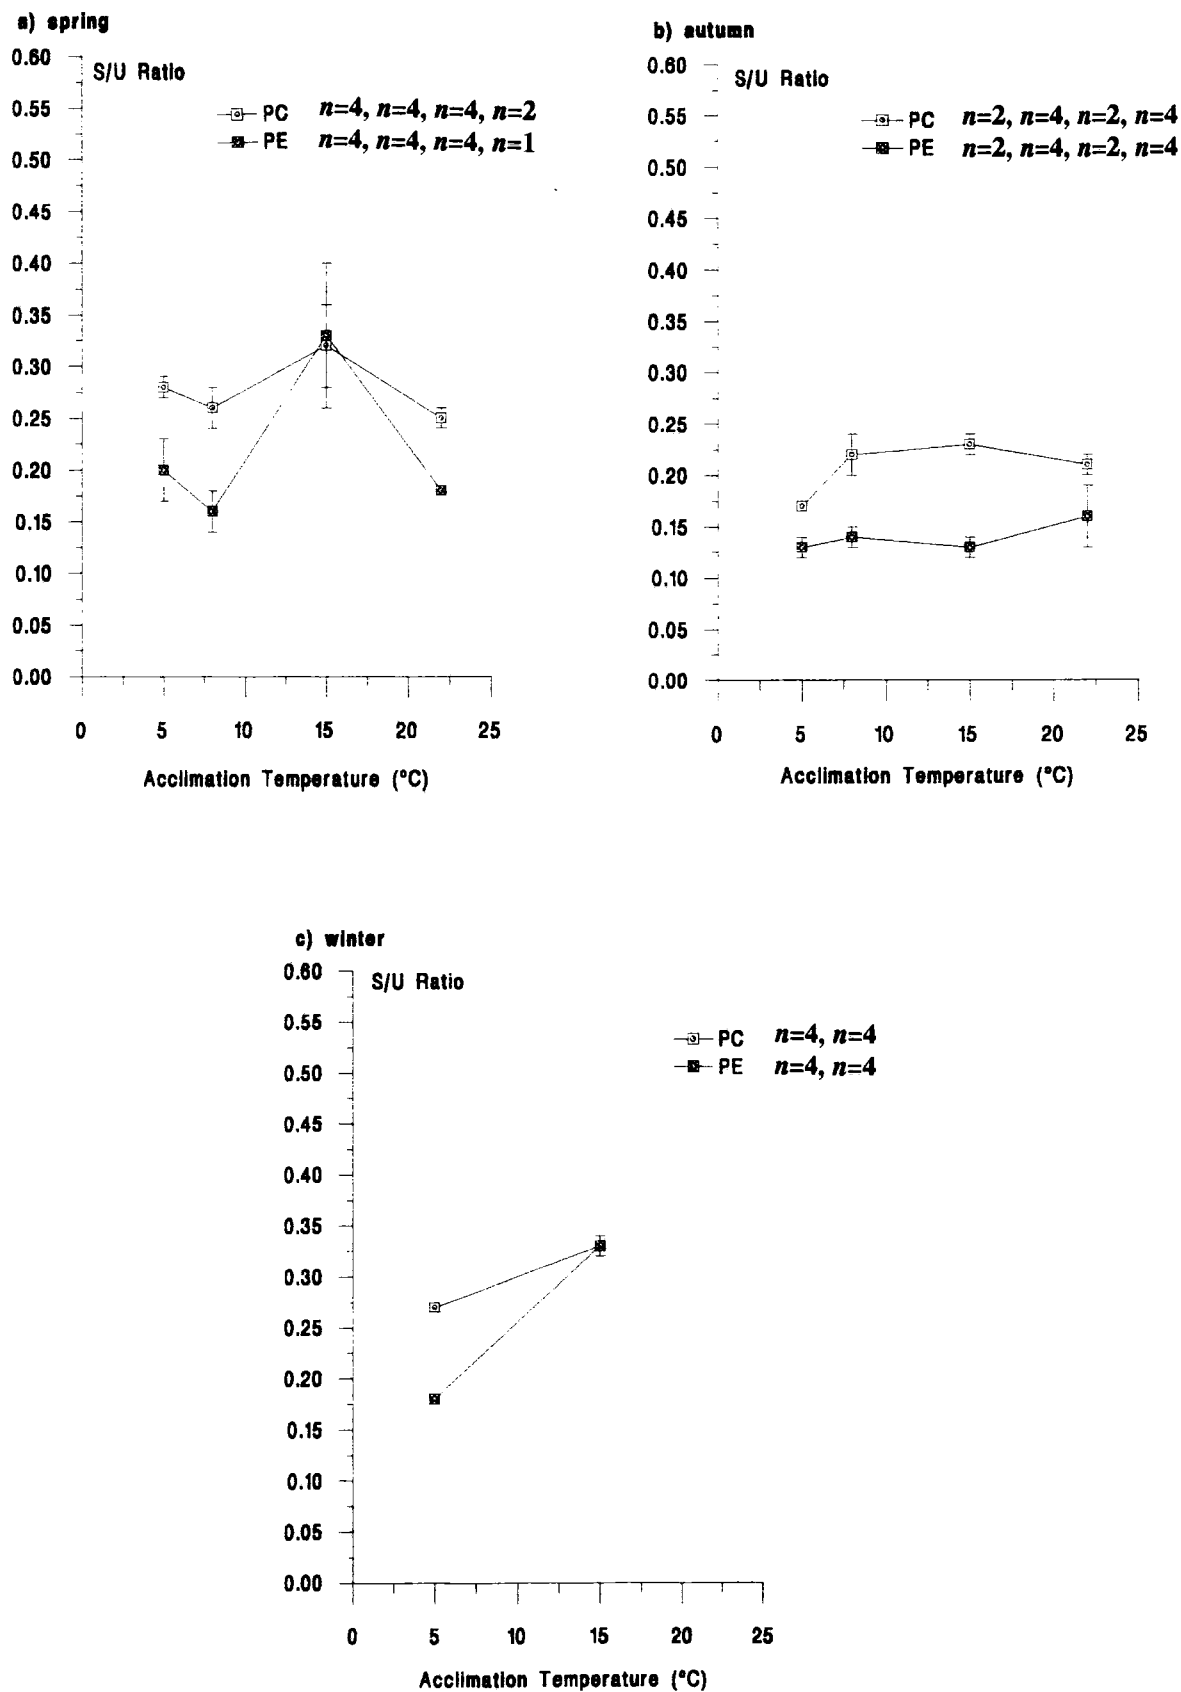 a) spring
S/U Ratio
PC n=4, n=4, n=4, n=2
PE n=4, n=4, n=4, n=1
0.60
0.55
0.50
0.45
0.40
0.35
0.30
0.25
0.20
0.15
0.10
0.05
0.00
0 5 10 15 20 25
Acclimation Temperature (°C)
b) autumn
S/U Ratio
PC n=2, n=4, n=2, n=4
PE n=2, n=4, n=2, n=4
0.60
0.55
0.50
0.45
0.40
0.35
0.30
0.25
0.20
0.15
0.10
0.05
0.00
0 5 10 15 20 25
Acclimation Temperature (°C)
c) winter
S/U Ratio
PC n=4, n=4
PE n=4, n=4
0.60
0.55
0.50
0.45
0.40
0.35
0.30
0.25
0.20
0.15
0.10
0.05
0.00
0 5 10 15 20 25
Acclimation Temperature (°C)